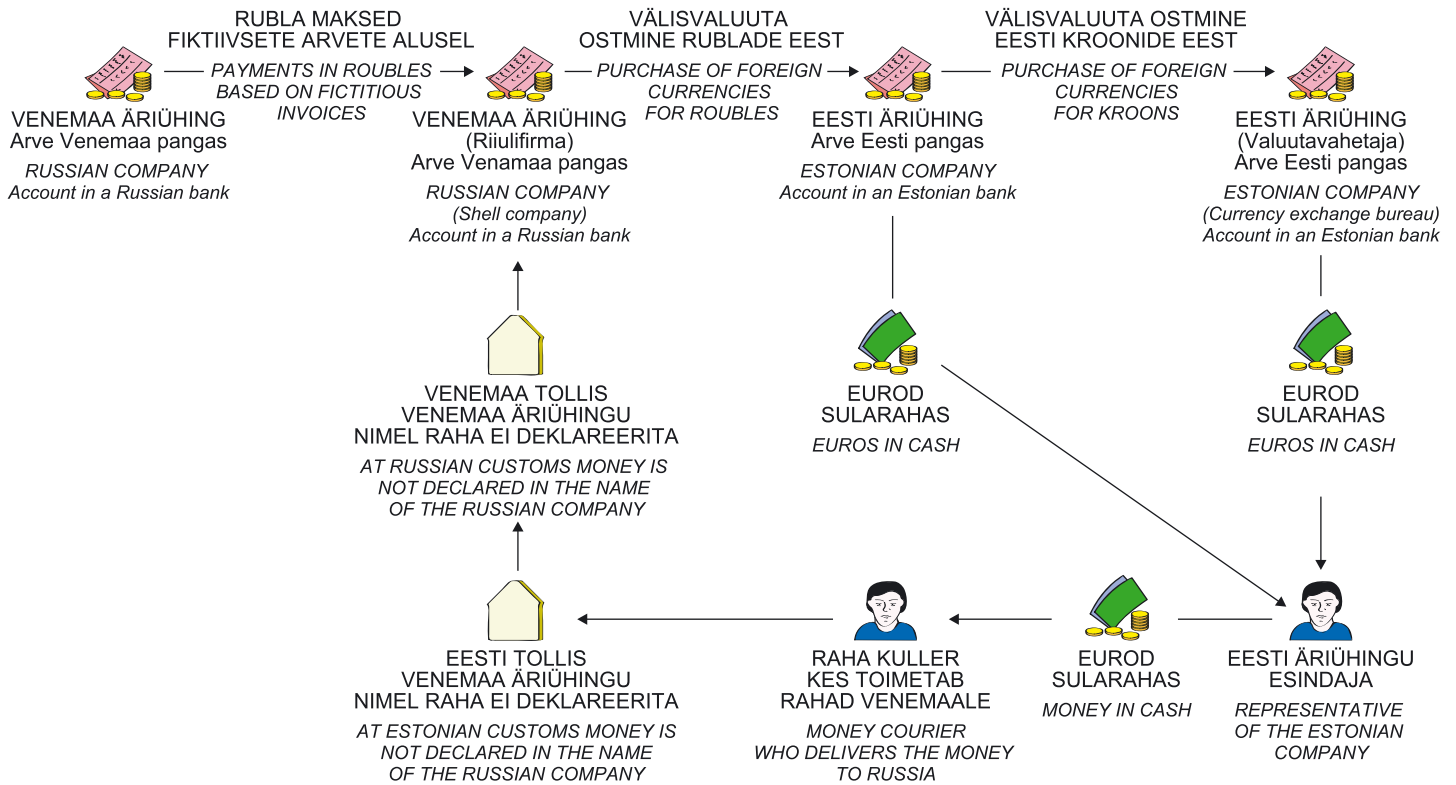 RUBLA MAKSED
FIKTIIVSETE ARVETE ALUSEL
PAYMENTS IN ROUBLES
BASED ON FICTITIOUS
INVOICES
VÄLISVALUUTA
OSTMINE RUBLADE EEST
PURCHASE OF FOREIGN
CURRENCIES
FOR ROUBLES
VÄLISVALUUTA OSTMINE
EESTI KROONIDE EEST
PURCHASE OF FOREIGN
CURRENCIES
FOR KROONS
VENEMAA ÄRIÜHING
Arve Venemaa pangas
RUSSIAN COMPANY
Account in a Russian bank
VENEMAA ÄRIÜHING
(Riiulifirma)
Arve Venamaa pangas
RUSSIAN COMPANY
(Shell company)
Account in a Russian bank
EESTI ÄRIÜHING
Arve Eesti pangas
ESTONIAN COMPANY
Account in an Estonian bank
EESTI ÄRIÜHING
(Valuutavahetaja)
Arve Eesti pangas
ESTONIAN COMPANY
(Currency exchange bureau)
Account in an Estonian bank
VENEMAA TOLLIS
VENEMAA ÄRIÜHINGU
NIMEL RAHA EI DEKLAREERITA
AT RUSSIAN CUSTOMS MONEY IS
NOT DECLARED IN THE NAME
OF THE RUSSIAN COMPANY
EUROD
SULARAHAS
EUROS IN CASH
EUROD
SULARAHAS
EUROS IN CASH
EESTI TOLLIS
VENEMAA ÄRIÜHINGU
NIMEL RAHA EI DEKLAREERITA
AT ESTONIAN CUSTOMS MONEY IS
NOT DECLARED IN THE NAME
OF THE RUSSIAN COMPANY
RAHA KULLER
KES TOIMETAB
RAHAD VENEMAALE
MONEY COURIER
WHO DELIVERS THE MONEY
TO RUSSIA
EUROD
SULARAHAS
MONEY IN CASH
EESTI ÄRIÜHINGU
ESINDAJA
REPRESENTATIVE
OF THE ESTONIAN
COMPANY